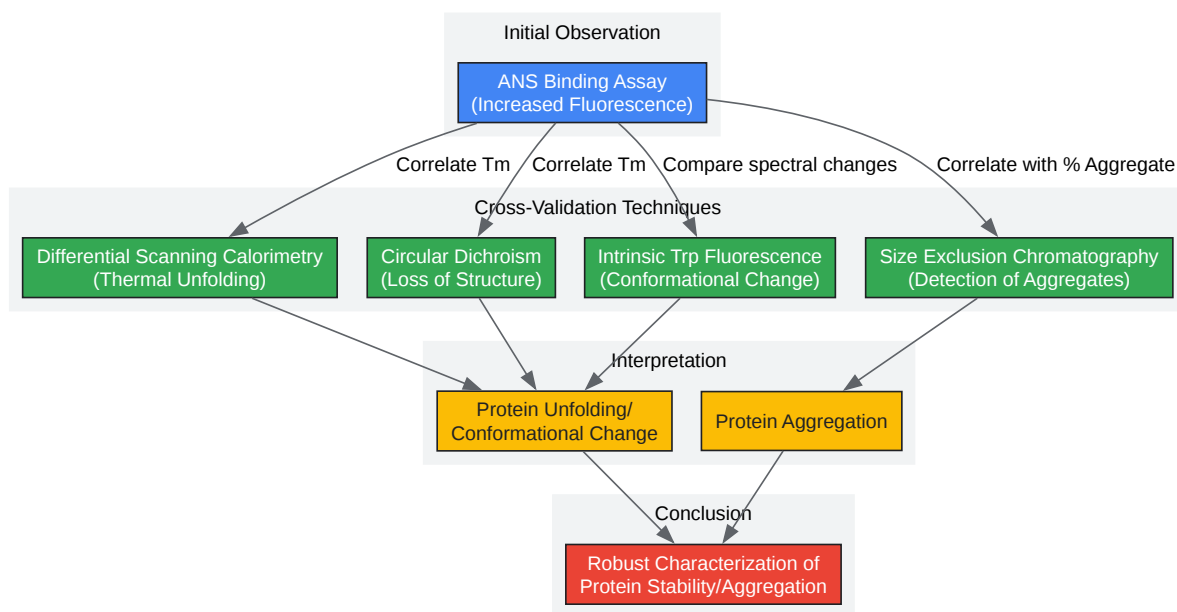 Initial Observation
ANS Binding Assay
(Increased Fluorescence)
Correlate Tm
Correlate Tm
Compare spectral changes
Correlate with % Aggregate
Cross-Validation Techniques
Differential Scanning Calorimetry
(Thermal Unfolding)
Circular Dichroism
(Loss of Structure)
Intrinsic Trp Fluorescence
(Conformational Change)
Size Exclusion Chromatography
(Detection of Aggregates)
Interpretation
Protein Unfolding/
Conformational Change
Protein Aggregation
Conclusion
Robust Characterization of
Protein Stability/Aggregation